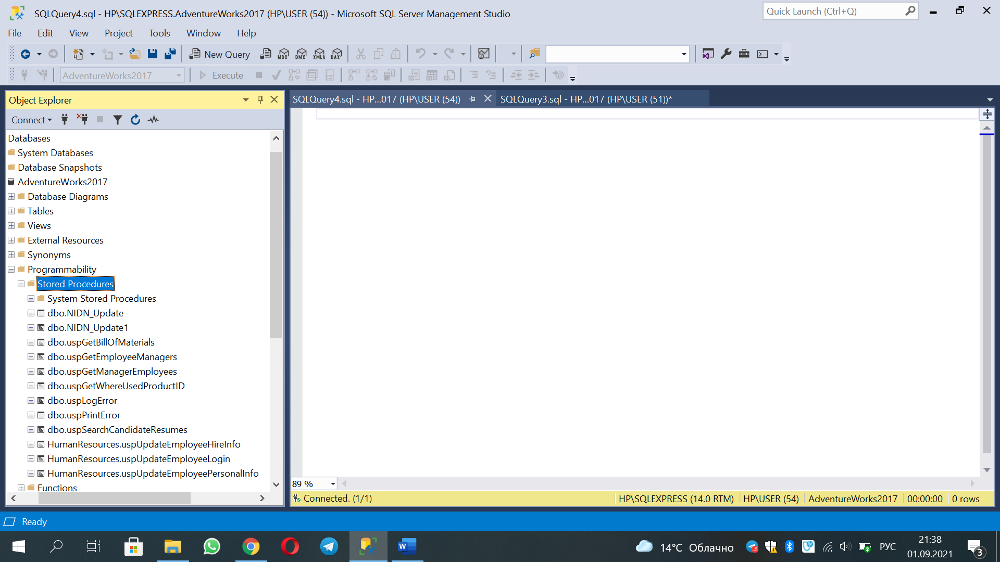 SQLQuery4.sql - HP\SQLEXPRESS.AdventureWorks2017 (HP\USER (54)) - Microsoft SQL Server Management Studio
Quick Launch (Ctrl+Q)
File Edit View Project Tools Window Help
New Query MDX DMX XMLA DAX
AdventureWorks2017 Execute
Object Explorer
SQLQuery4.sql - HP...017 (HP\USER (54)) SQLQuery3.sql - HP...017 (HP\USER (51))*
Connect
Databases
System Databases
Database Snapshots
AdventureWorks2017
Database Diagrams
Tables
Views
External Resources
Synonyms
Programmability
Stored Procedures
System Stored Procedures
dbo.NIDN_Update
dbo.NIDN_Update1
dbo.uspGetBillOfMaterials
dbo.uspGetEmployeeManagers
dbo.uspGetManagerEmployees
dbo.uspGetWhereUsedProductID
dbo.uspLogError
dbo.uspPrintError
dbo.uspSearchCandidateResumes
HumanResources.uspUpdateEmployeeHireInfo
HumanResources.uspUpdateEmployeeLogin
HumanResources.uspUpdateEmployeePersonalInfo
Functions
89 %
Connected. (1/1) HP\SQLEXPRESS (14.0 RTM) HP\USER (54) AdventureWorks2017 00:00:00 0 rows
Ready
14°C Облачно РУС
21:38
01.09.2021
3